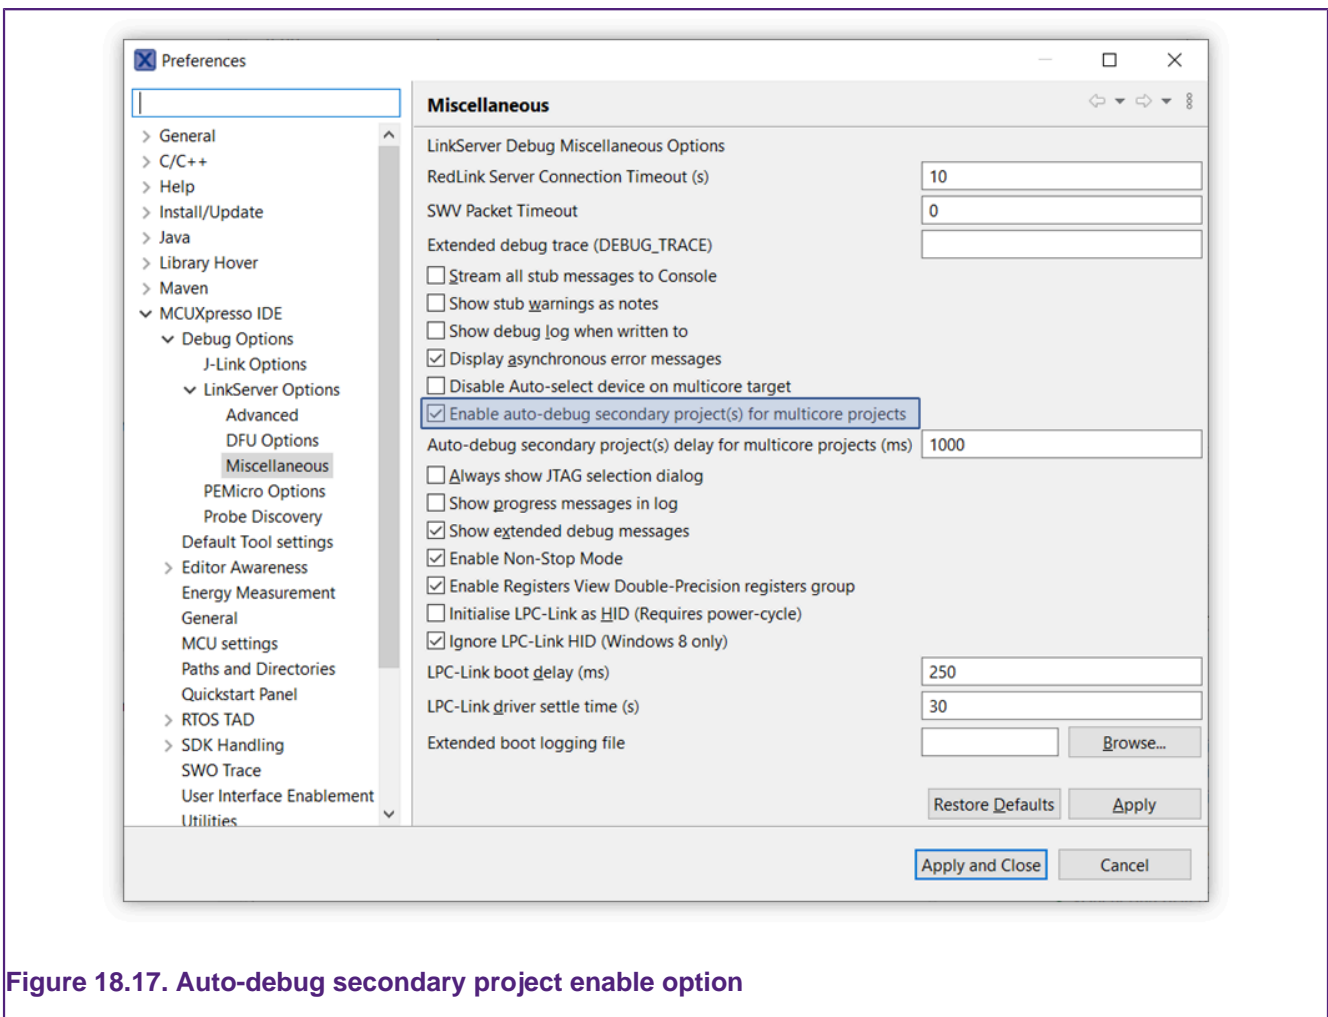 Preferences
General
C/C++
Help
Install/Update
Java
Library Hover
Maven
MCUXpresso IDE
Debug Options
J-Link Options
LinkServer Options
Advanced
DFU Options
Miscellaneous
PEMicro Options
Probe Discovery
Default Tool settings
Editor Awareness
Energy Measurement
General
MCU settings
Paths and Directories
Quickstart Panel
RTOS TAD
SDK Handling
SWO Trace
User Interface Enablement
Utilities
Miscellaneous
LinkServer Debug Miscellaneous Options
RedLink Server Connection Timeout (s) 10
SWV Packet Timeout 0
Extended debug trace (DEBUG_TRACE)
Stream all stub messages to Console
Show stub warnings as notes
Show debug log when written to
Display asynchronous error messages
Disable Auto-select device on multicore target
Enable auto-debug secondary project(s) for multicore projects
Auto-debug secondary project(s) delay for multicore projects (ms) 1000
Always show JTAG selection dialog
Show progress messages in log
Show extended debug messages
Enable Non-Stop Mode
Enable Registers View Double-Precision registers group
Initialise LPC-Link as HID (Requires power-cycle)
Ignore LPC-Link HID (Windows 8 only)
LPC-Link boot delay (ms) 250
LPC-Link driver settle time (s) 30
Extended boot logging file Browse...
Restore Defaults Apply
Apply and Close Cancel
Figure 18.17. Auto-debug secondary project enable option